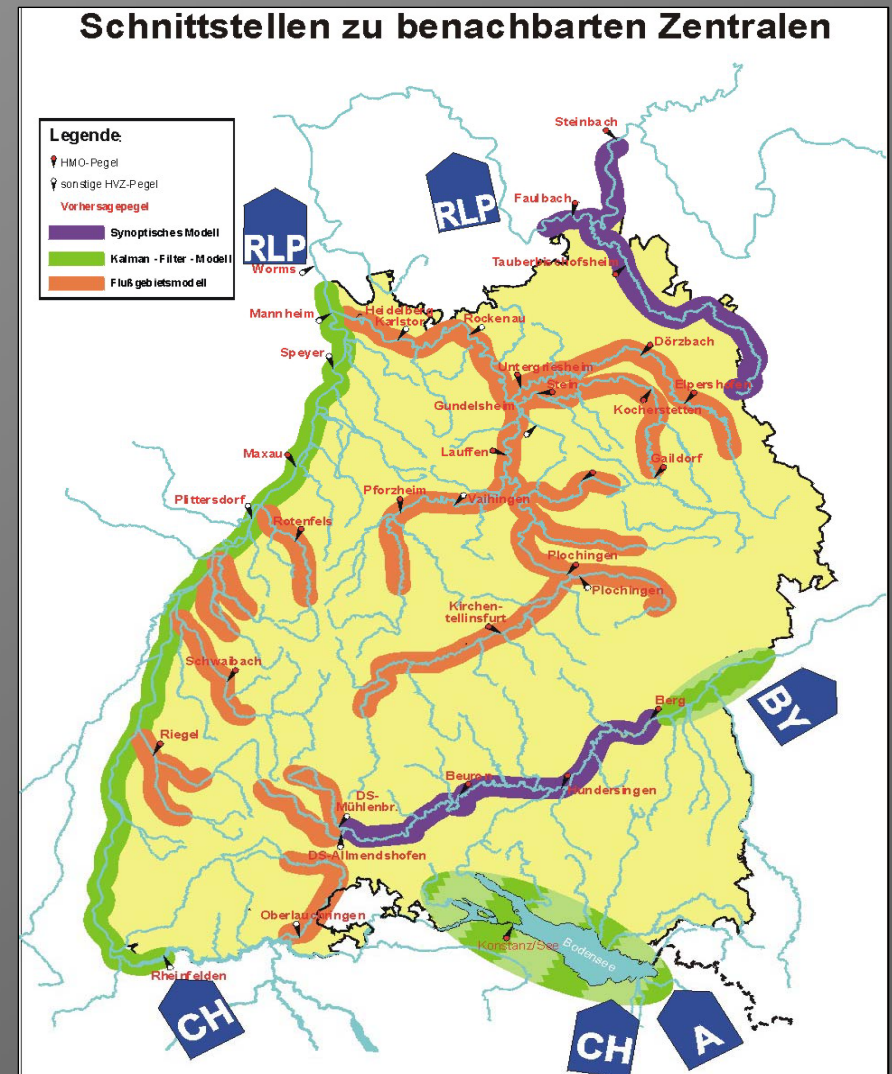 Schnittstellen zu benachbarten Zentralen
Legende:
HMO-Pegel
sonstige HVZ-Pegel
Vorhersagepegel
Synoptisches Modell
Kalman - Filter - Modell
Flußgebietsmodell
RLP
RLP
Steinbach
Faulbach
Tauberbischofsheim
Worms
Mannheim
Heidelberg
Karlstor
Rockenau
Speyer
Dörzbach
Untergriesheim
Stein
Elpershofen
Gundelsheim
Kocherstetten
Lauffen
Gaildorf
Maxau
Pforzheim
Vaihingen
Plittersdorf
Rotenfels
Plochingen
Plochingen
Kirchen-
tellinsfurt
Schwaibach
Berg
BY
Riegel
Beuron
Hundersingen
DS-
Mühlenbr.
DS-Allmendshofen
Oberlauchringen
Konstanz/See
Bodensee
Rheinfelden
CH
CH
A